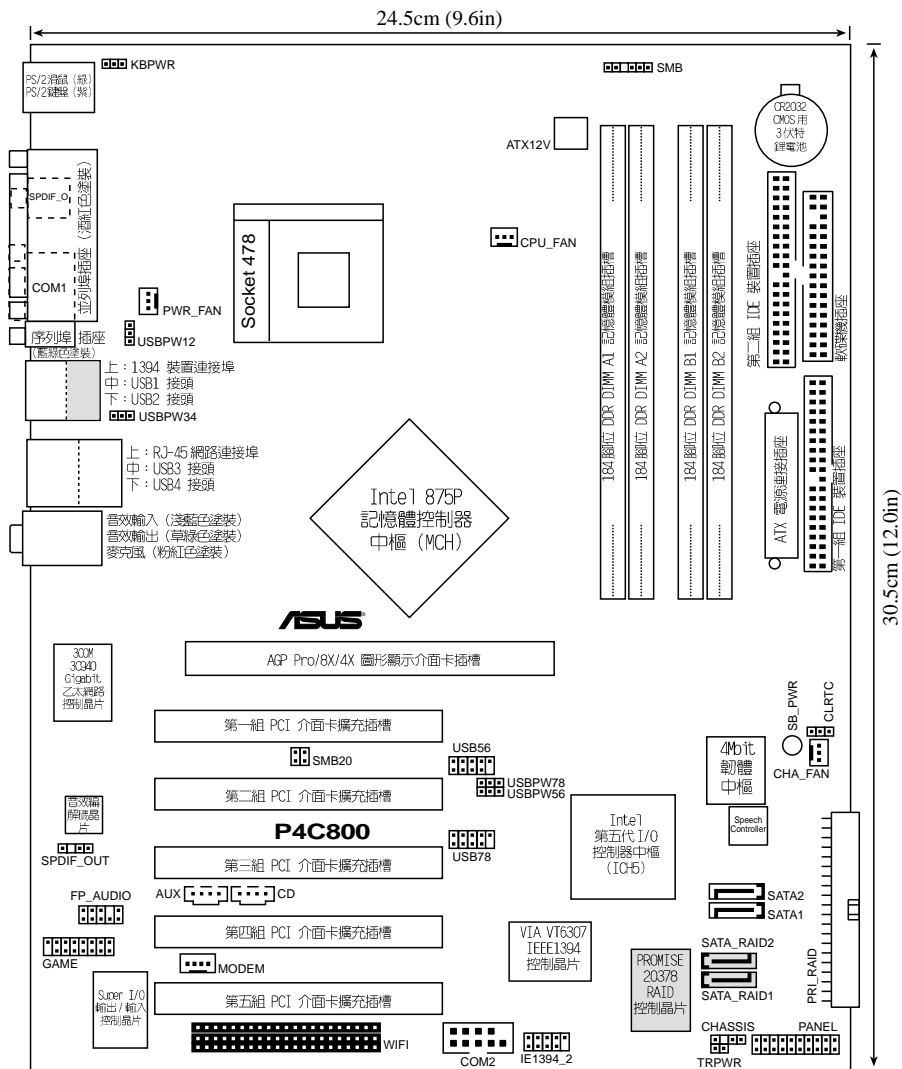 24.5cm (9.6in)
KBPWR
SMB
PS/2滑鼠 (綠)
PS/2鍵盤 (紫)
CR2032
CMOS用
3伏特
鋰電池
ATX12V
SPDIF_O
並列埠插座 (酒紅色塗裝)
COM1
PWR_FAN
Socket 478
CPU_FAN
184腳位 DDR DIMM A1 記憶體模組插槽
184腳位 DDR DIMM A2 記憶體模組插槽
184腳位 DDR DIMM B1 記憶體模組插槽
184腳位 DDR DIMM B2 記憶體模組插槽
第二組 IDE 裝置插座
軟碟機插座
序列埠 插座
(藍綠色塗裝)
USBPW12
上：1394 裝置連接埠
中：USB1 接頭
下：USB2 接頭
USBPW34
上：RJ-45網路連接埠
中：USB3 接頭
下：USB4 接頭
音效輸入 (淺藍色塗裝)
音效輸出 (草綠色塗裝)
麥克風 (粉紅色塗裝)
Intel 875P
記憶體控制器
中樞 (MCH)
ATX 電源連接插座
第一組 IDE 裝置插座
30.5cm (12.0in)
ASUS
AGP Pro/8X/4X 圖形顯示介面卡插槽
3COM
3C940
Gigabit
乙太網路
控制晶片
第一組 PCI 介面卡擴充插槽
SMB20
USB56
USBPW78
USBPW56
SB_PWR
CLRTC
CHA_FAN
4Mbit
韌體
中樞
第二組 PCI 介面卡擴充插槽
音效編
解碼晶
片
SPDIF_OUT
P4C800
USB78
Intel
第五代I/O
控制器中樞
(ICH5)
Speech
Controller
第三組 PCI 介面卡擴充插槽
AUX
CD
FP_AUDIO
GAME
SATA2
SATA1
第四組 PCI 介面卡擴充插槽
VIA VT6307
IEEE1394
控制晶片
SATA_RAID2
SATA_RAID1
PROMISE
20378
RAID
控制晶片
PRI_RAID
MODEM
Super I/O
輸出/輸入
控制晶片
第五組 PCI 介面卡擴充插槽
WIFI
COM2
IE1394_2
CHASSIS
TRPWR
PANEL